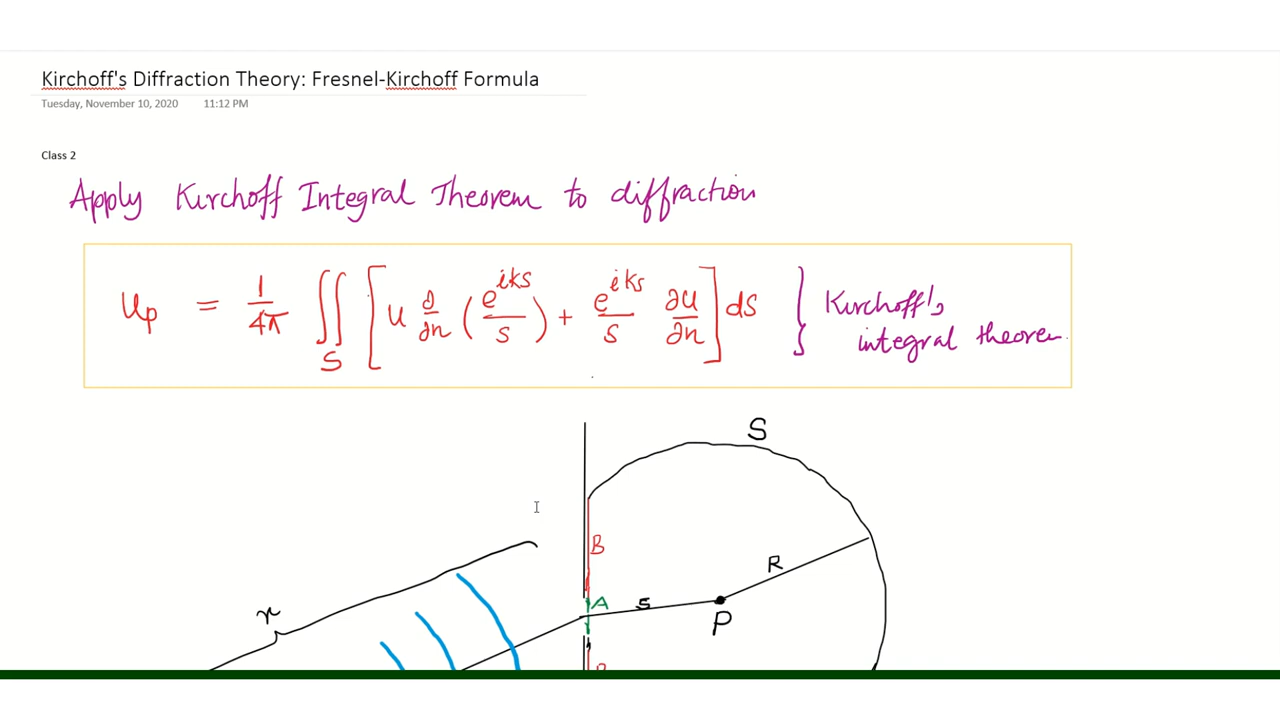 Kirchoff's Diffraction Theory: Fresnel-Kirchoff Formula
Tuesday, November 10, 2020 11:12 PM
Class 2
Apply Kirchoff Integral Theorem to diffraction
Up = 1/4π ∬S [ U ∂/∂n ( e^iks / s ) + e^iks / s ∂U/∂n ] ds } Kirchoff's
integral theorem
S
B
R
A
s
P
r